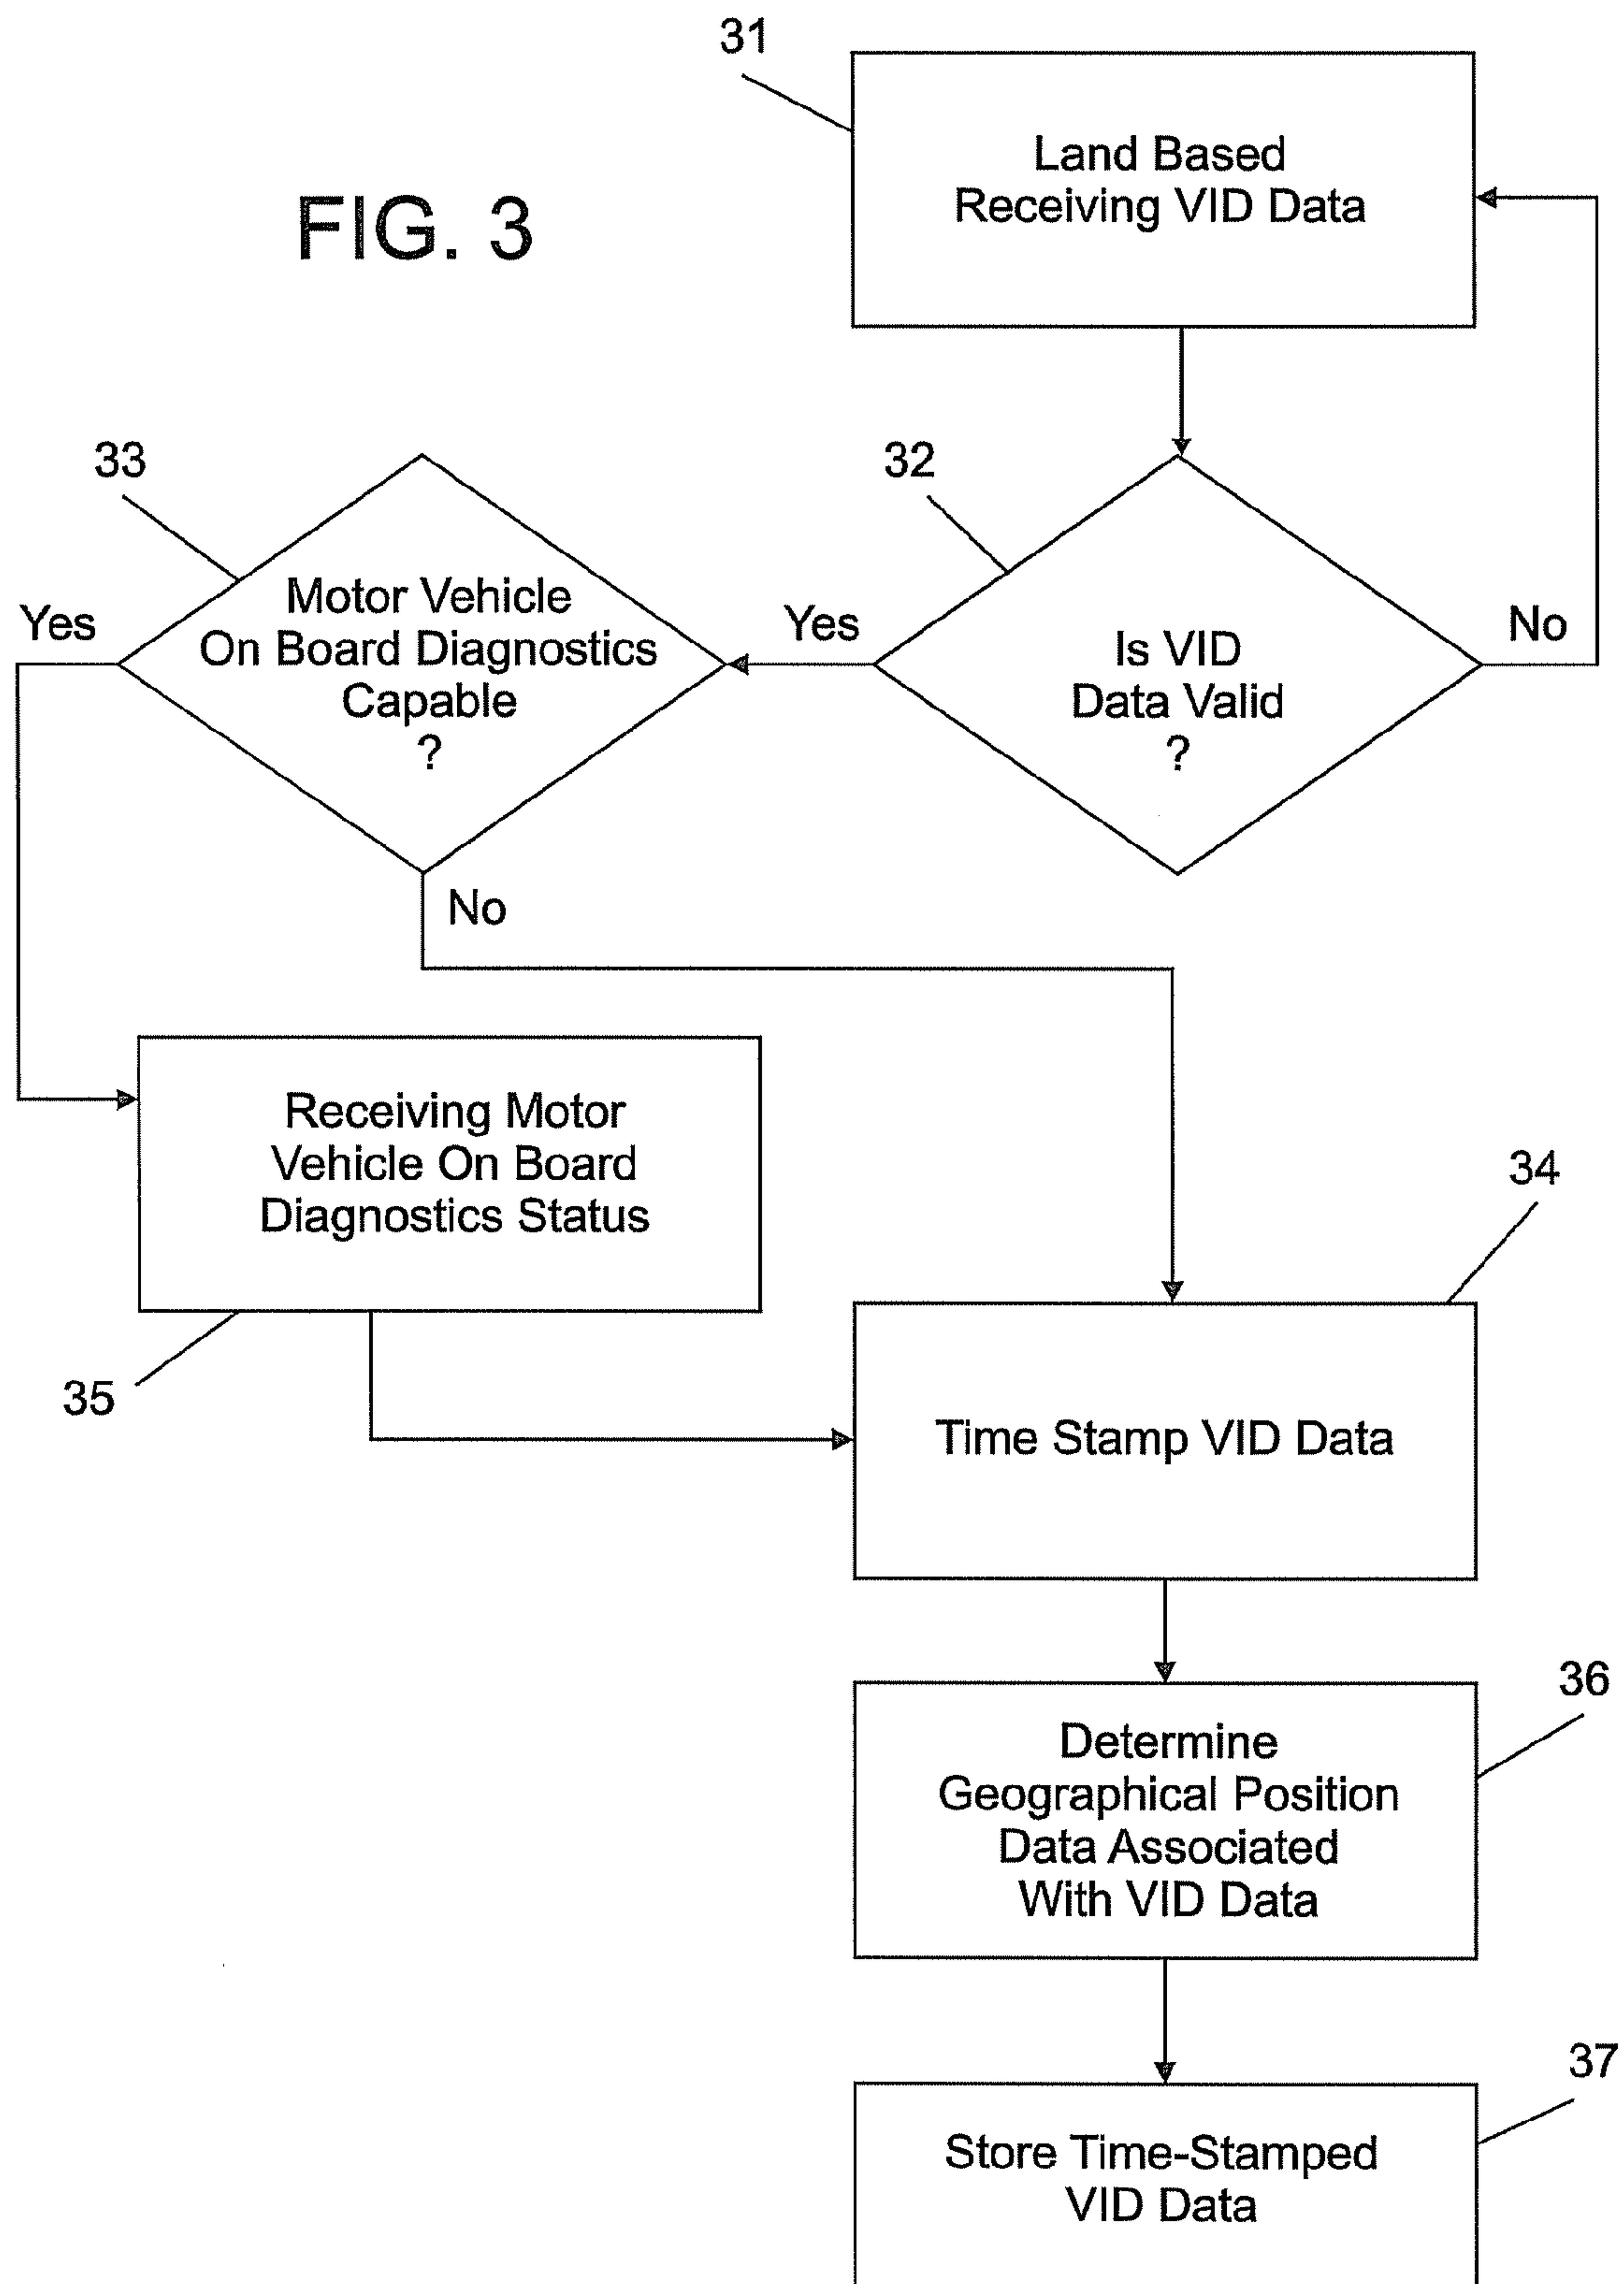 31
Land Based
Receiving VID Data
FIG. 3
33
32
Motor Vehicle
On Board Diagnostics
Capable
?
Yes
Yes
Is VID
Data Valid
?
No
No
Receiving Motor
Vehicle On Board
Diagnostics Status
35
34
Time Stamp VID Data
36
Determine
Geographical Position
Data Associated
With VID Data
37
Store Time-Stamped
VID Data